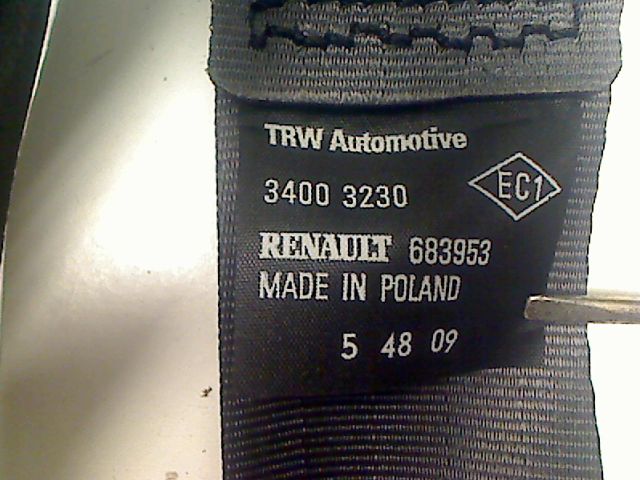 TRW Automotive
3400 3230
EC1
RENAULT 683953
MADE IN POLAND
5 48 09